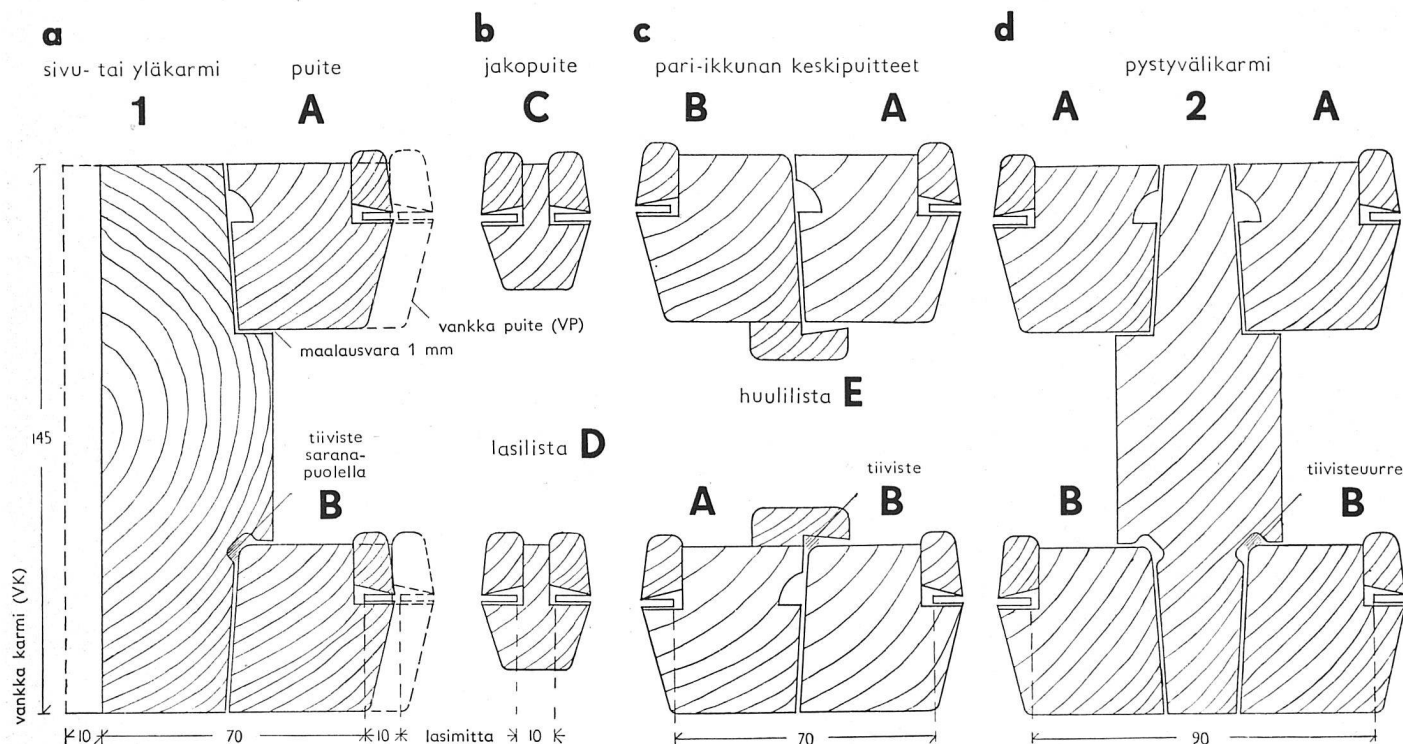 a
sivu- tai yläkarmi
puite
1
A
vankka puite (VP)
maalausvara 1 mm
145
tiiviste
sarana-
puolella
B
vankka karmi (VK)
10
70
10
lasimitta
10
b
jakopuite
C
lasilista D
c
pari-ikkunan keskipuitteet
B
A
huulilista E
A
tiiviste
B
70
d
pystyvälikarmi
A
2
A
B
tiivisteuurre
B
90